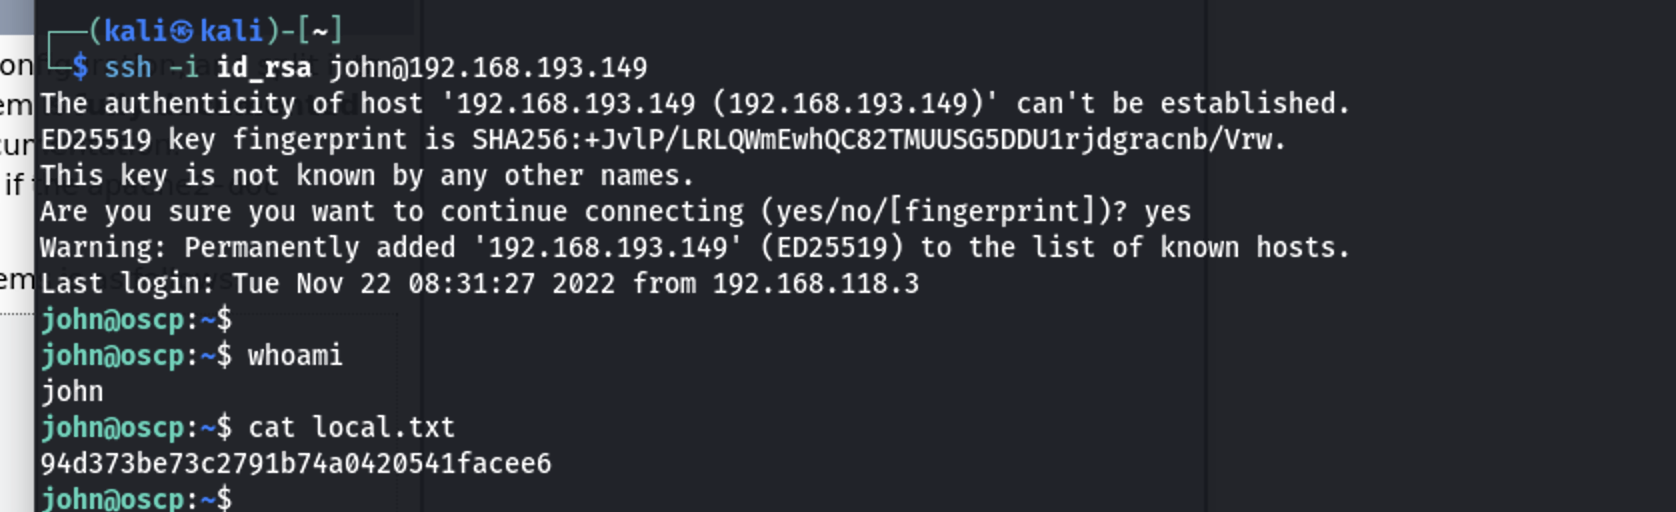 ┌──(kali㉿kali)-[~]
└─$ ssh -i id_rsa john@192.168.193.149
The authenticity of host '192.168.193.149 (192.168.193.149)' can't be established.
ED25519 key fingerprint is SHA256:+JvlP/LRLQWmEwhQC82TMUUSG5DDU1rjdgracnb/Vrw.
This key is not known by any other names.
Are you sure you want to continue connecting (yes/no/[fingerprint])? yes
Warning: Permanently added '192.168.193.149' (ED25519) to the list of known hosts.
Last login: Tue Nov 22 08:31:27 2022 from 192.168.118.3
john@oscp:~$
john@oscp:~$ whoami
john
john@oscp:~$ cat local.txt
94d373be73c2791b74a0420541facee6
john@oscp:~$